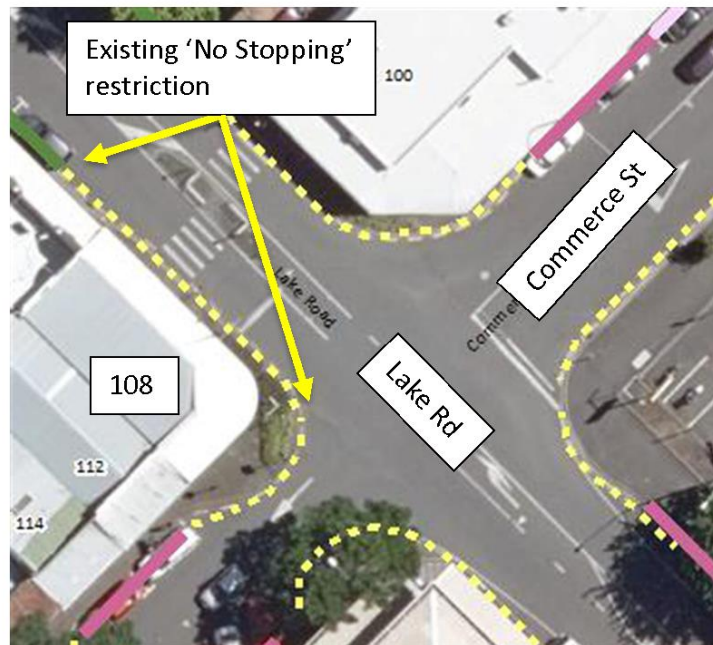 Existing ‘No Stopping’
restriction
100
Commerce St
Lake Road
Lake Rd
108
112
114